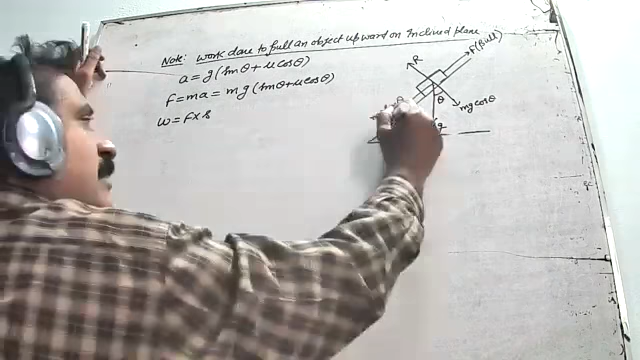 Note: work done to pull an object upward on Inclined plane
a = g(sinθ + μcosθ)
F = ma = mg(sinθ + μcosθ)
W = F × s
R
F(pull)
θ
θ
mgcosθ